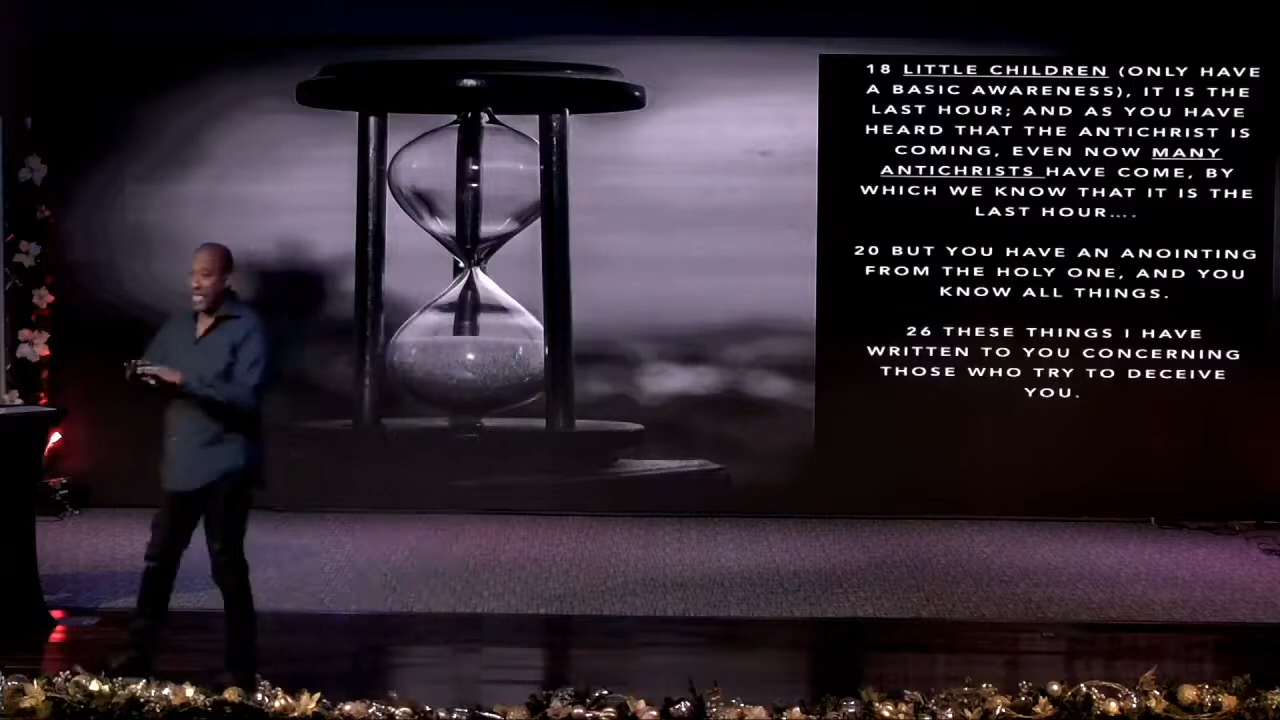 18 LITTLE CHILDREN (ONLY HAVE
A BASIC AWARENESS), IT IS THE
LAST HOUR; AND AS YOU HAVE
HEARD THAT THE ANTICHRIST IS
COMING, EVEN NOW MANY
ANTICHRISTS HAVE COME, BY
WHICH WE KNOW THAT IT IS THE
LAST HOUR....
20 BUT YOU HAVE AN ANOINTING
FROM THE HOLY ONE, AND YOU
KNOW ALL THINGS.
26 THESE THINGS I HAVE
WRITTEN TO YOU CONCERNING
THOSE WHO TRY TO DECEIVE
YOU.